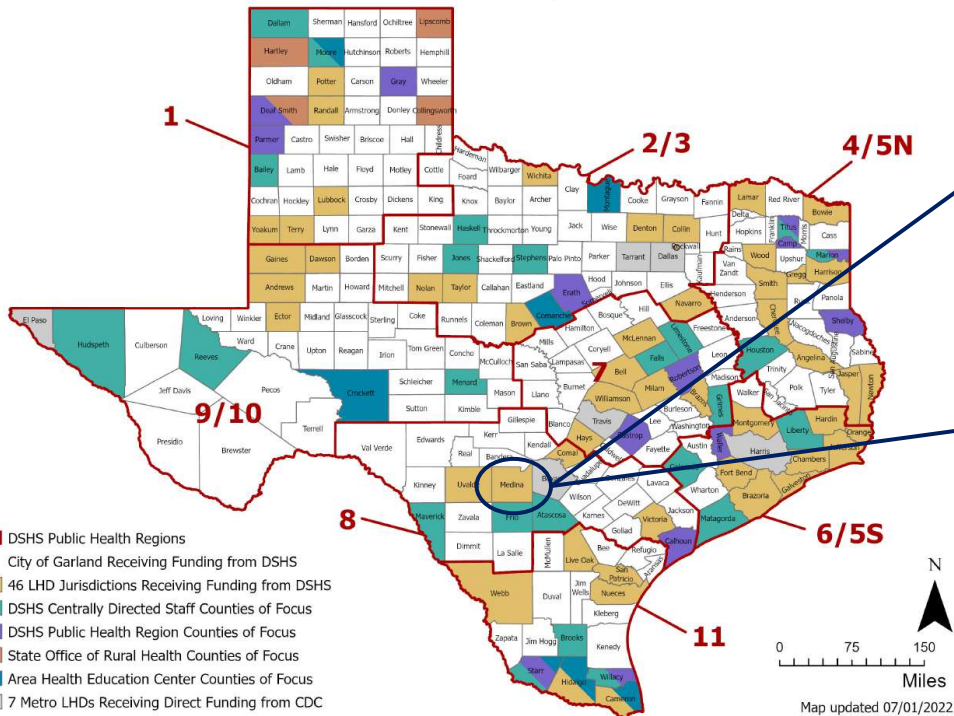 Dallam Sherman Hansford Ochiltree Lipscomb
Hartley Moore Hutchinson Roberts Hemphill
Oldham Potter Carson Gray Wheeler
Deaf Smith Randall Armstrong Donley Collingsworth
1
Parmer Castro Swisher Briscoe Hall Childress
2/3
4/5N
Hardeman
Bailey Lamb Hale Floyd Motley Cottle Foard Wilbarger Wichita Clay Montague Cooke Grayson Fannin Lamar Red River Bowie
Cochran Hockley Lubbock Crosby Dickens King Knox Baylor Archer Jack Wise Denton Collin Hunt Delta Hopkins Franklin Titus Morris Cass
Camp
Yoakum Terry Lynn Garza Kent Stonewall Haskell Throckmorton Young Rockwall Rains Wood Upshur Marion
Gaines Dawson Borden Scurry Fisher Jones Shackelford Stephens Palo Pinto Parker Tarrant Dallas Kaufman Van Zandt Gregg Harrison
Andrews Martin Howard Mitchell Nolan Taylor Callahan Eastland Erath Hood Somervell Johnson Ellis Henderson Smith Panola
El Paso Loving Winkler Ector Midland Glasscock Sterling Coke Runnels Coleman Brown Comanche Bosque Hill Navarro Anderson Cherokee Shelby
Hudspeth Culberson Reeves Ward Crane Upton Reagan Irion Tom Green Concho McCulloch Mills Hamilton McLennan Limestone Freestone Nacogdoches San Augustine
Jeff Davis Pecos Crockett Schleicher Menard San Saba Lampasas Coryell Falls Leon Houston Angelina Sabine
7
Mason Burnet Bell Robertson Madison Trinity Polk Tyler Jasper Newton
9/10
Presidio Brewster Terrell Sutton Kimble Llano Williamson Milam Brazos Grimes Walker San Jacinto
Gillespie Blanco Travis Burleson Washington Montgomery Liberty Hardin Orange
Val Verde Edwards Kerr Kendall Hays Bastrop Lee Waller Harris
Real Bandera Comal Fayette Austin Chambers
Kinney Medina Wilson Lavaca Fort Bend Galveston
Wharton Brazoria
Maverick Zavala Frio Atascosa Karnes DeWitt Jackson Matagorda
8
6/5S
Dimmit La Salle McMullen Live Oak Bee Goliad Victoria Calhoun
Refugio Aransas
San Patricio
Webb Duval Jim Wells Nueces
Kleberg
11
Zapata Jim Hogg Brooks Kenedy
Starr Hidalgo Willacy
Cameron
DSHS Public Health Regions
City of Garland Receiving Funding from DSHS
46 LHD Jurisdictions Receiving Funding from DSHS
DSHS Centrally Directed Staff Counties of Focus
DSHS Public Health Region Counties of Focus
State Office of Rural Health Counties of Focus
Area Health Education Center Counties of Focus
7 Metro LHDs Receiving Direct Funding from CDC
N
0 75 150
Miles
Map updated 07/01/2022